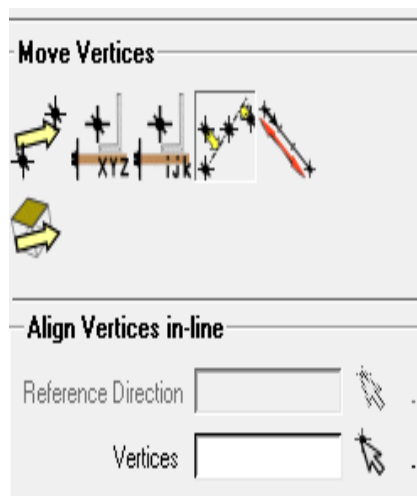 Move Vertices
XYZ ijk
Align Vertices in-line
Reference Direction
Vertices